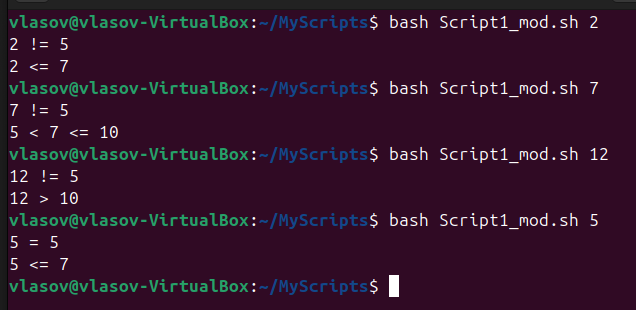 vlasov@vlasov-VirtualBox:~/MyScripts$ bash Script1_mod.sh 2
2 != 5
2 <= 7
vlasov@vlasov-VirtualBox:~/MyScripts$ bash Script1_mod.sh 7
7 != 5
5 < 7 <= 10
vlasov@vlasov-VirtualBox:~/MyScripts$ bash Script1_mod.sh 12
12 != 5
12 > 10
vlasov@vlasov-VirtualBox:~/MyScripts$ bash Script1_mod.sh 5
5 = 5
5 <= 7
vlasov@vlasov-VirtualBox:~/MyScripts$